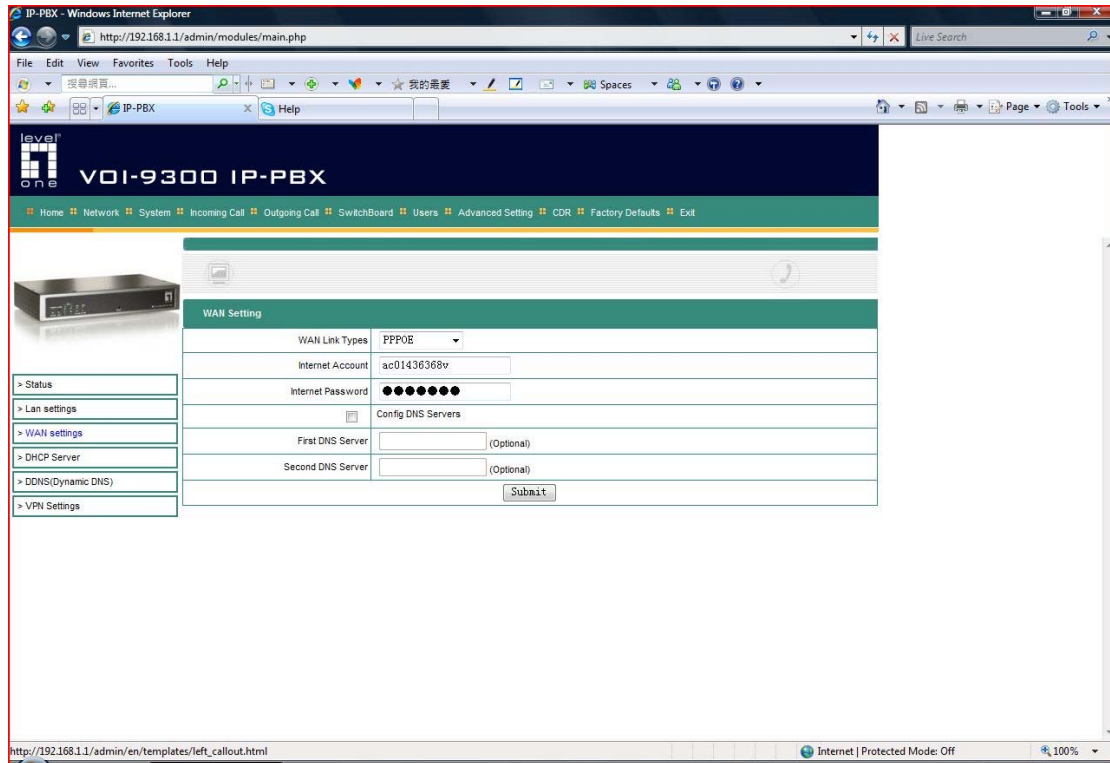 IP-PBX - Windows Internet Explorer
http://192.168.1.1/admin/modules/main.php
Live Search
File Edit View Favorites Tools Help
搜尋網頁...
我的最愛
Spaces
IP-PBX
Help
Page
Tools
level
one
VOI-9300 IP-PBX
Home Network System Incoming Call Outgoing Call SwitchBoard Users Advanced Setting CDR Factory Defaults Exit
WAN Setting
WAN Link Types PPPOE
Internet Account ac01436368v
Internet Password ●●●●●●●
Config DNS Servers
First DNS Server (Optional)
Second DNS Server (Optional)
Submit
> Status
> Lan settings
> WAN settings
> DHCP Server
> DDNS(Dynamic DNS)
> VPN Settings
http://192.168.1.1/admin/en/templates/left_callout.html
Internet | Protected Mode: Off
100%